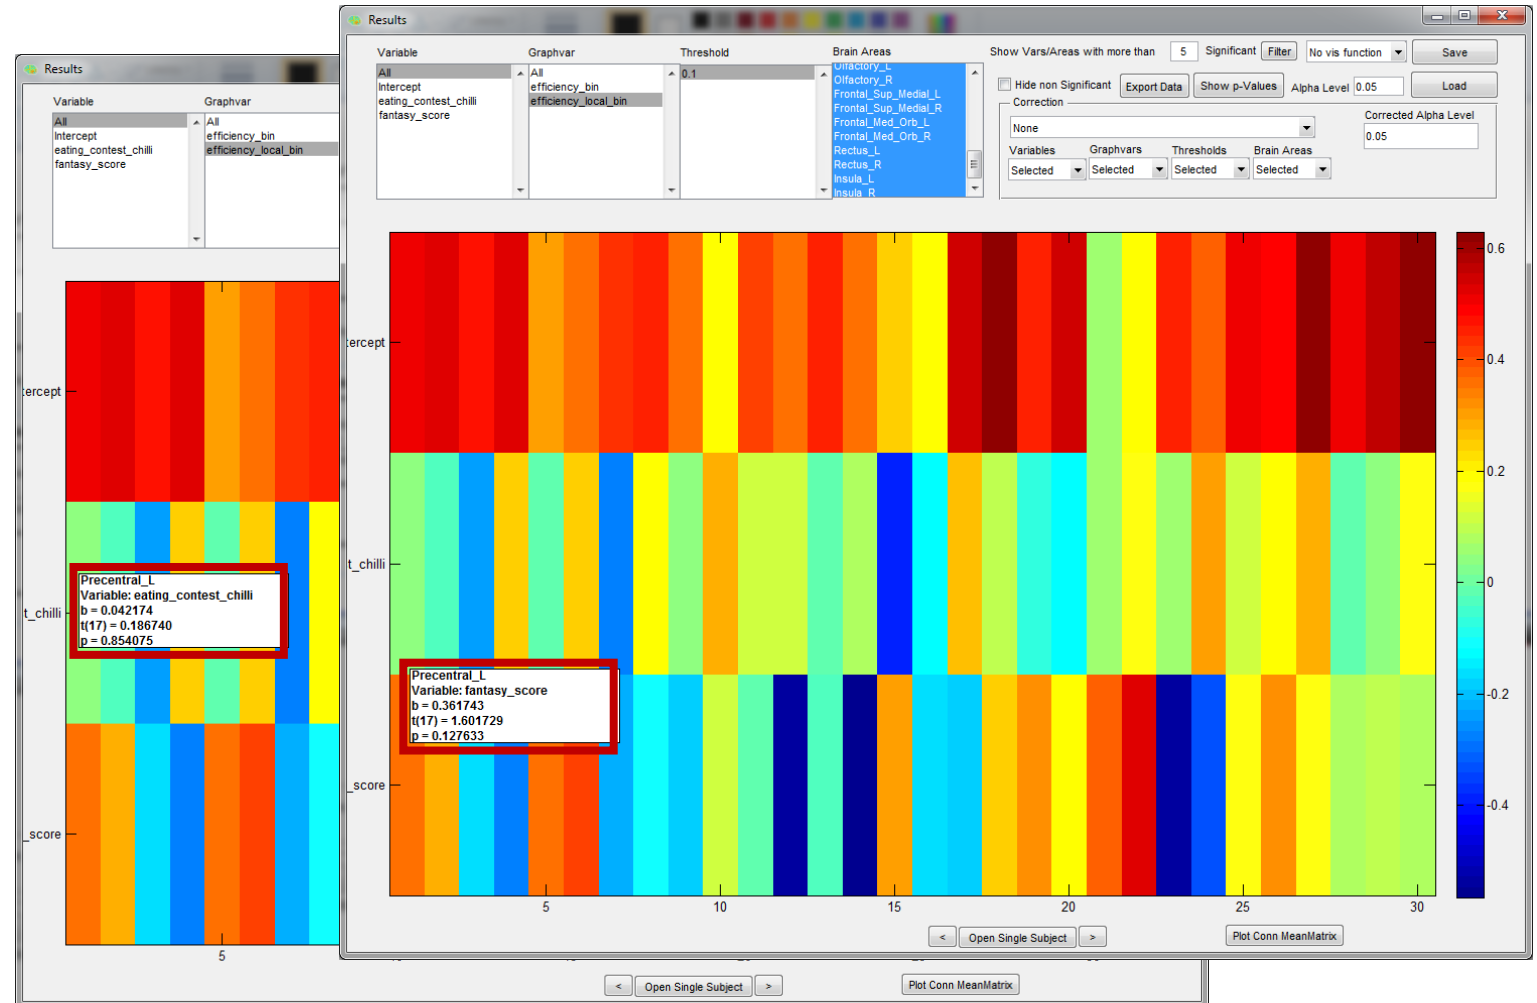 Results
Variable
Graphvar
All
Intercept
eating_contest_chilli
fantasy_score
All
efficiency_bin
efficiency_local_bin
tercept
t_chilli
_score
Precentral_L
Variable: eating_contest_chilli
b = 0.042174
t(17) = 0.186740
p = 0.854075
5
< Open Single Subject >
Plot Conn MeanMatrix
Results
Variable
Graphvar
Threshold
Brain Areas
All
Intercept
eating_contest_chilli
fantasy_score
All
efficiency_bin
efficiency_local_bin
0.1
Olfactory_L
Olfactory_R
Frontal_Sup_Medial_L
Frontal_Sup_Medial_R
Frontal_Med_Orb_L
Frontal_Med_Orb_R
Rectus_L
Rectus_R
Insula_L
Insula_R
Show Vars/Areas with more than 5 Significant Filter No vis function Save
Hide non Significant Export Data Show p-Values Alpha Level 0.05 Load
Correction
None
Corrected Alpha Level
0.05
Variables Graphvars Thresholds Brain Areas
Selected Selected Selected Selected
tercept
t_chilli
_score
Precentral_L
Variable: fantasy_score
b = 0.361743
t(17) = 1.601729
p = 0.127633
0.6
0.4
0.2
0
-0.2
-0.4
5 10 15 20 25 30
< Open Single Subject >
Plot Conn MeanMatrix